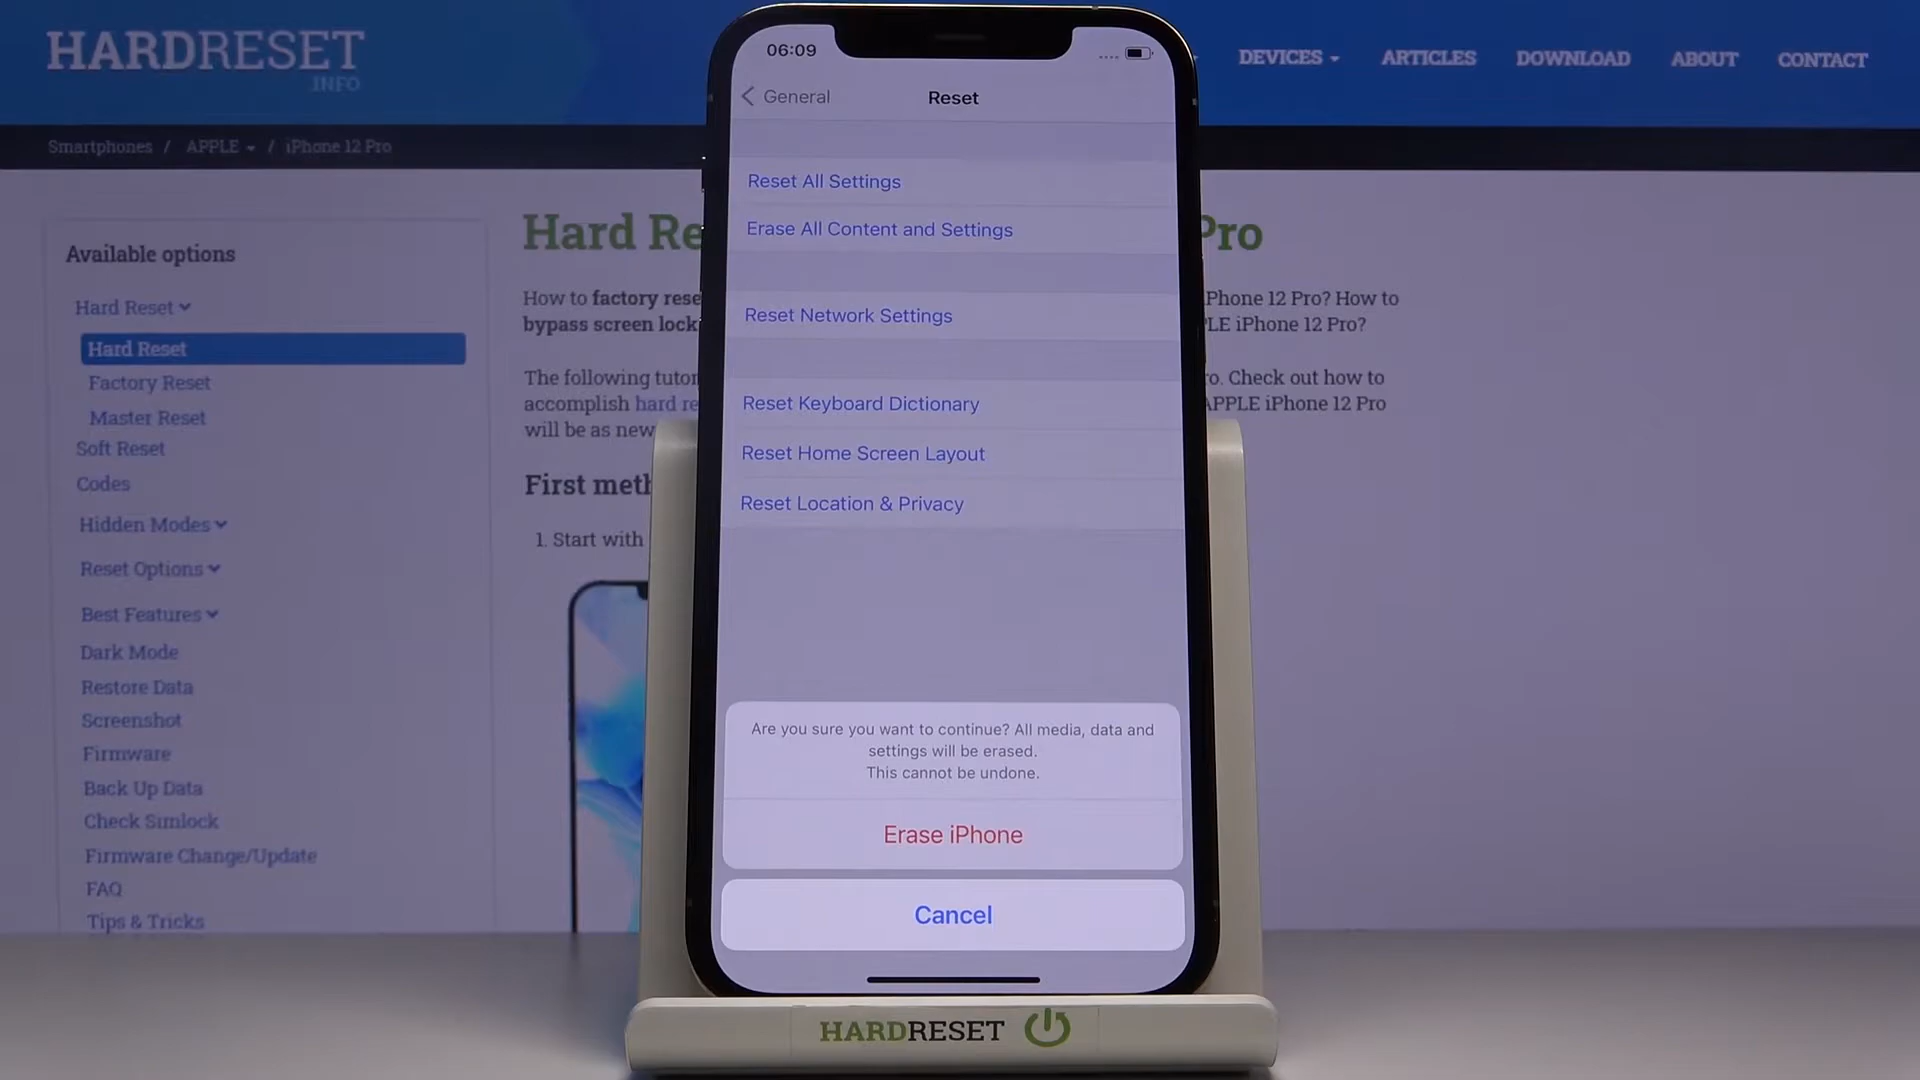 HARDRESET
.INFO
DEVICES
ARTICLES
DOWNLOAD
ABOUT
CONTACT
Smartphones / APPLE / iPhone 12 Pro
Available options
Hard Reset
Hard Reset
Factory Reset
Master Reset
Soft Reset
Codes
Hidden Modes
Reset Options
Best Features
Dark Mode
Restore Data
Screenshot
Firmware
Back Up Data
Check Simlock
Firmware Change/Update
FAQ
Tips & Tricks
Hard Re
Pro
How to factory rese
Phone 12 Pro? How to
bypass screen lock
PLE iPhone 12 Pro?
The following tutor
ro. Check out how to
accomplish hard re
APPLE iPhone 12 Pro
will be as new
First meth
1. Start with
06:09
General
Reset
Reset All Settings
Erase All Content and Settings
Reset Network Settings
Reset Keyboard Dictionary
Reset Home Screen Layout
Reset Location & Privacy
Are you sure you want to continue? All media, data and
settings will be erased.
This cannot be undone.
Erase iPhone
Cancel
HARDRESET